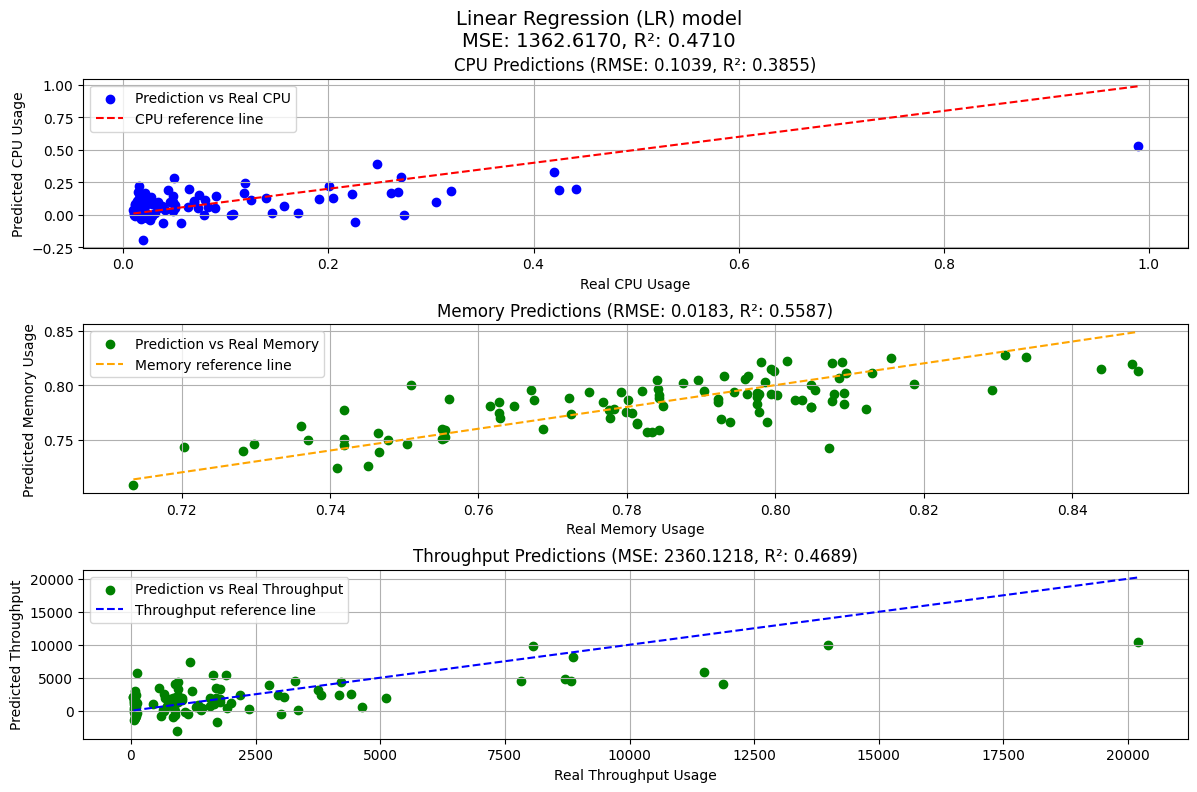 Linear Regression (LR) model
MSE: 1362.6170, R²: 0.4710
CPU Predictions (RMSE: 0.1039, R²: 0.3855)
Predicted CPU Usage
1.00
0.75
0.50
0.25
0.00
−0.25
Prediction vs Real CPU
CPU reference line
0.0 0.2 0.4 0.6 0.8 1.0
Real CPU Usage
Memory Predictions (RMSE: 0.0183, R²: 0.5587)
Predicted Memory Usage
0.85
0.80
0.75
Prediction vs Real Memory
Memory reference line
0.72 0.74 0.76 0.78 0.80 0.82 0.84
Real Memory Usage
Throughput Predictions (MSE: 2360.1218, R²: 0.4689)
Predicted Throughput
20000
15000
10000
5000
0
Prediction vs Real Throughput
Throughput reference line
0 2500 5000 7500 10000 12500 15000 17500 20000
Real Throughput Usage